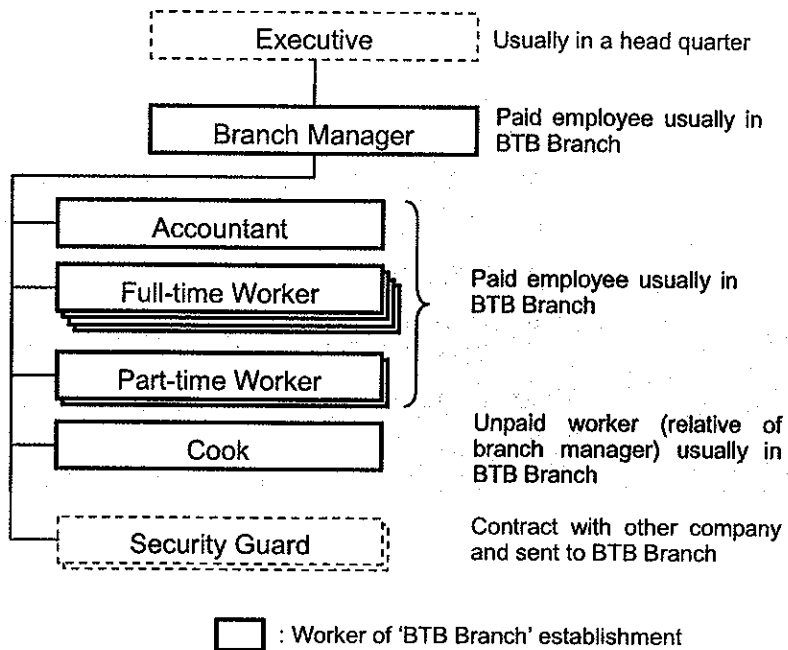 Executive
Usually in a head quarter
Branch Manager
Paid employee usually in
BTB Branch
Accountant
Full-time Worker
Paid employee usually in
BTB Branch
Part-time Worker
Cook
Unpaid worker (relative of
branch manager) usually in
BTB Branch
Security Guard
Contract with other company
and sent to BTB Branch
: Worker of 'BTB Branch' establishment